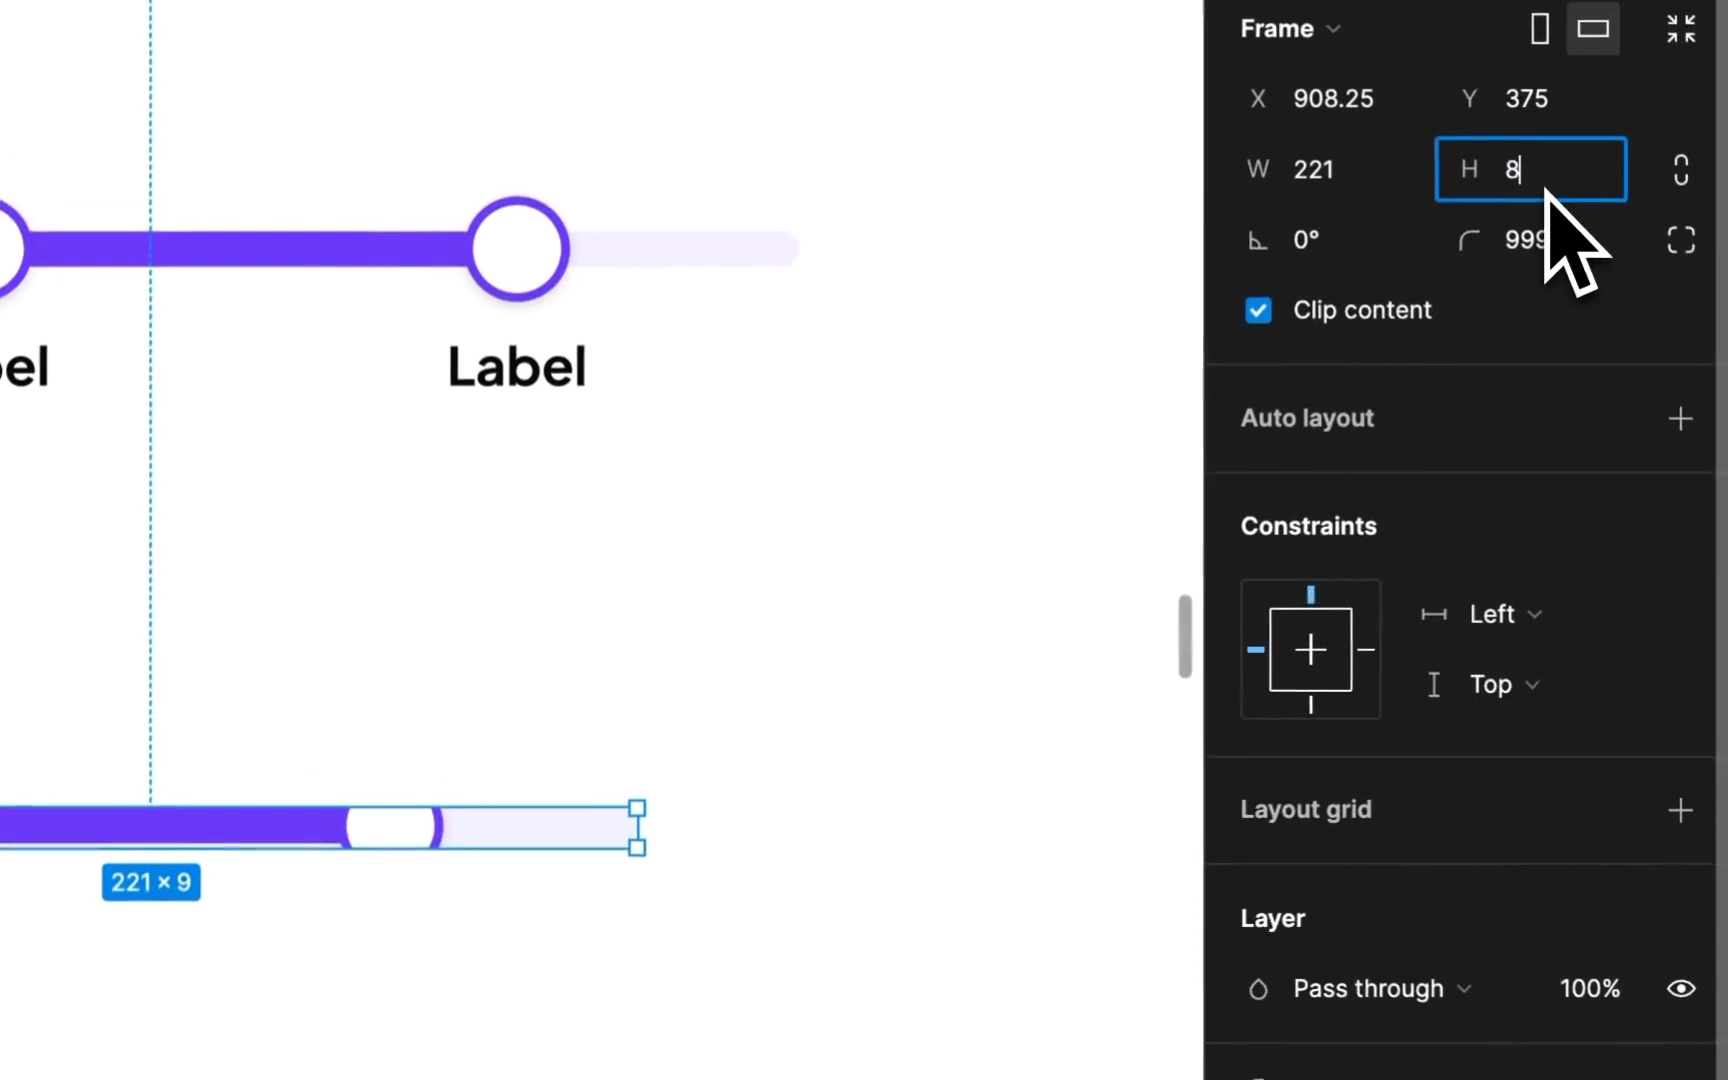 Frame
X 908.25 Y 375
W 221 H 8
0° 999
Clip content
el
Label
Auto layout
Constraints
Left
Top
Layout grid
221 × 9
Layer
Pass through 100%